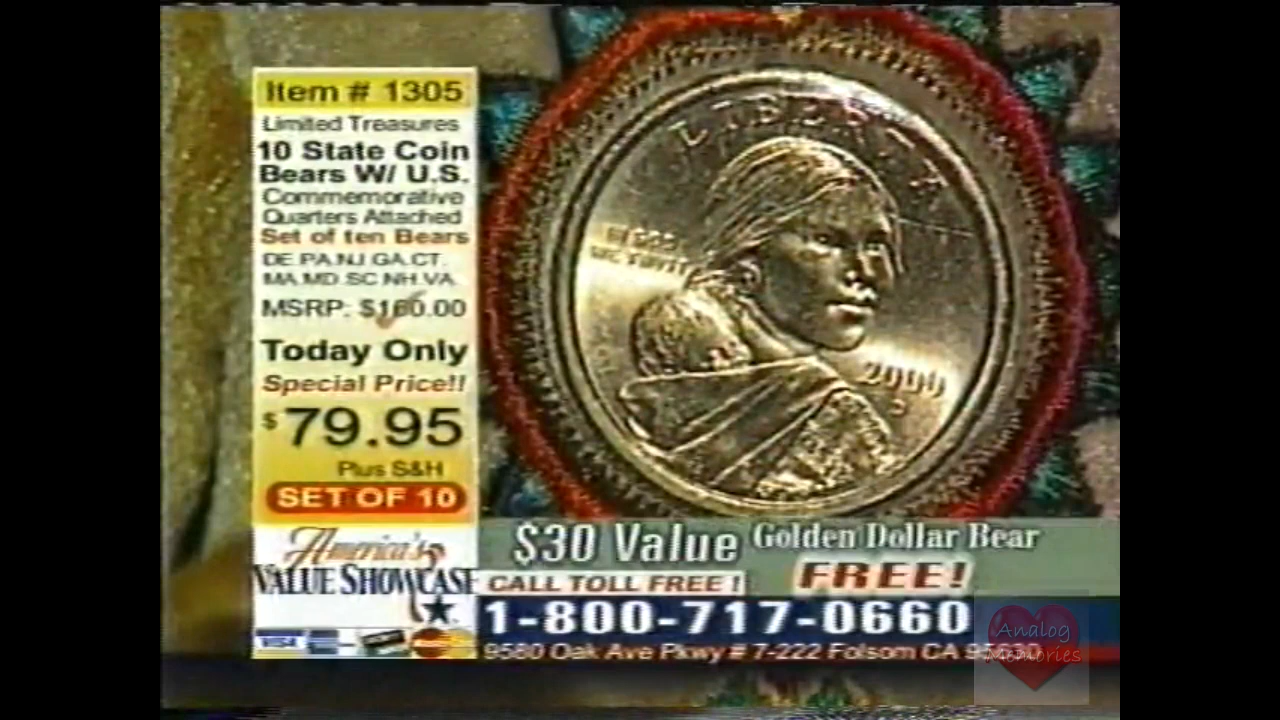 Item # 1305
Limited Treasures
10 State Coin
Bears W/ U.S.
Commemorative
Quarters Attached
Set of ten Bears
DE.PA.NJ.GA.CT.
MA.MD.SC.NH.VA.
MSRP: $160.00
Today Only
Special Price!!
$79.95
Plus S&H
SET OF 10
America's
VALUE SHOWCASE
VISA
MasterCard
LIBERTY
IN GOD
WE TRUST
2000
$30 Value
Golden Dollar Bear
FREE!
CALL TOLL FREE!
1-800-717-0660
9580 Oak Ave Pkwy # 7-222 Folsom CA 95630
Analog
Memories